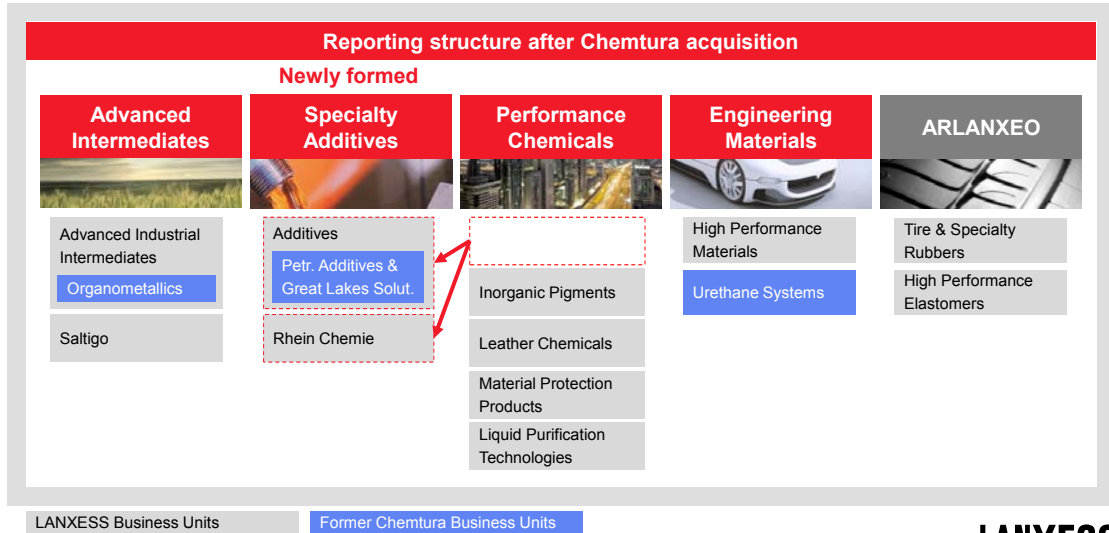 Reporting structure after Chemtura acquisition
Newly formed
Advanced
Intermediates
Specialty
Additives
Performance
Chemicals
Engineering
Materials
ARLANXEO
Advanced Industrial
Intermediates
Organometallics
Saltigo
Additives
Petr. Additives &
Great Lakes Solut.
Rhein Chemie
Inorganic Pigments
Leather Chemicals
Material Protection
Products
Liquid Purification
Technologies
High Performance
Materials
Urethane Systems
Tire & Specialty
Rubbers
High Performance
Elastomers
LANXESS Business Units
Former Chemtura Business Units